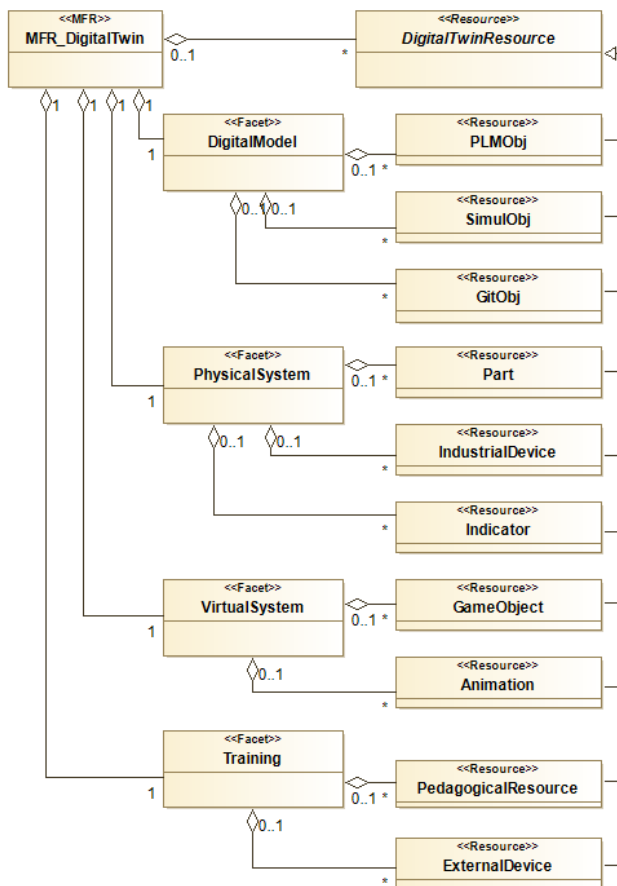 <<MFR>>
MFR_DigitalTwin
0..1
*
<<Resource>>
DigitalTwinResource
1
1
1
1
<<Facet>>
DigitalModel
1
0..1
*
<<Resource>>
PLMObj
0..1
0..1
*
<<Resource>>
SimulObj
*
<<Resource>>
GitObj
<<Facet>>
PhysicalSystem
1
0..1
*
<<Resource>>
Part
0..1
0..1
*
<<Resource>>
IndustrialDevice
*
<<Resource>>
Indicator
<<Facet>>
VirtualSystem
1
0..1
*
<<Resource>>
GameObject
0..1
*
<<Resource>>
Animation
<<Facet>>
Training
1
0..1
*
<<Resource>>
PedagogicalResource
0..1
*
<<Resource>>
ExternalDevice